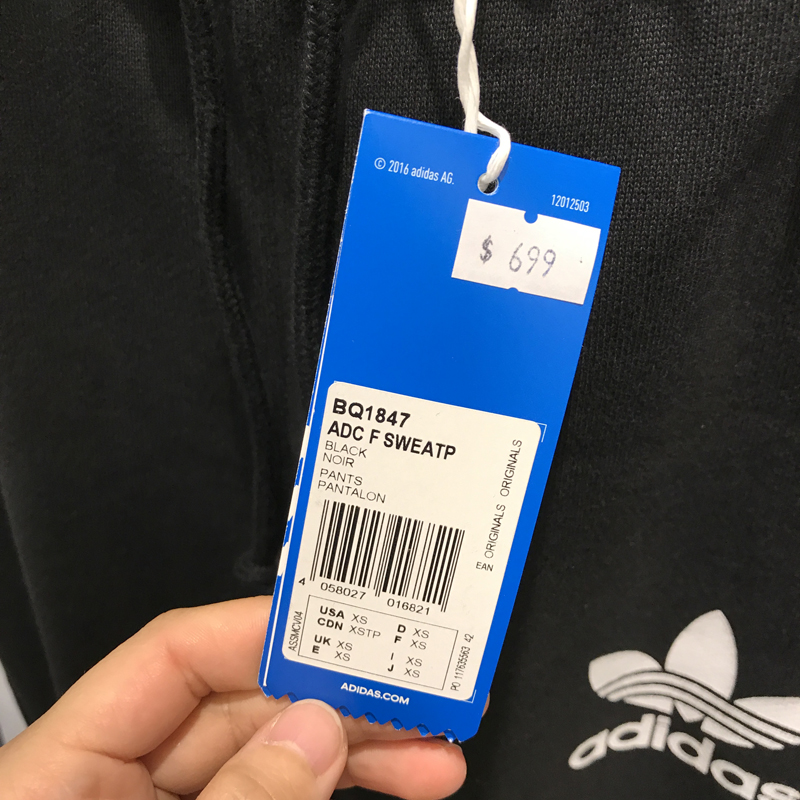 © 2016 adidas AG.
12012503
$ 699
BQ1847
ADC F SWEATP
BLACK
NOIR
PANTS
PANTALON
ORIGINALS ORIGINALS
EAN
4 058027 016821
ASSMCV04
USA XS D XS
CDN XSTP F XS
UK XS I XS
E XS J XS
PO 117635563 42
ADIDAS.COM
adidas